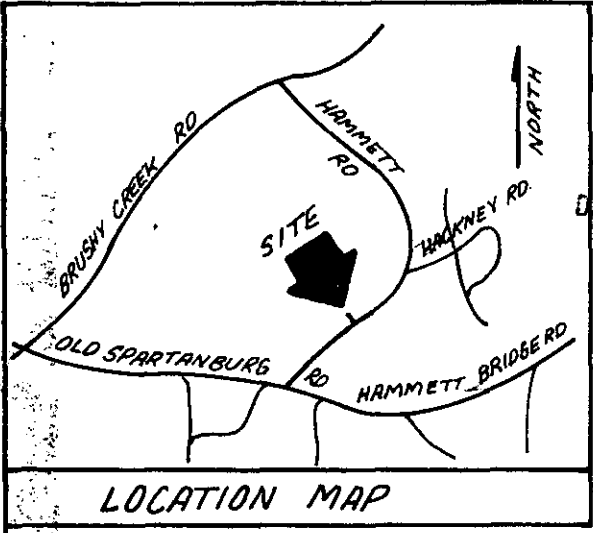 BRUSHY CREEK RD
HAMMETT
RD
NORTH
SITE
HACKNEY RD.
OLD SPARTANBURG
RD
HAMMETT BRIDGE RD
LOCATION MAP